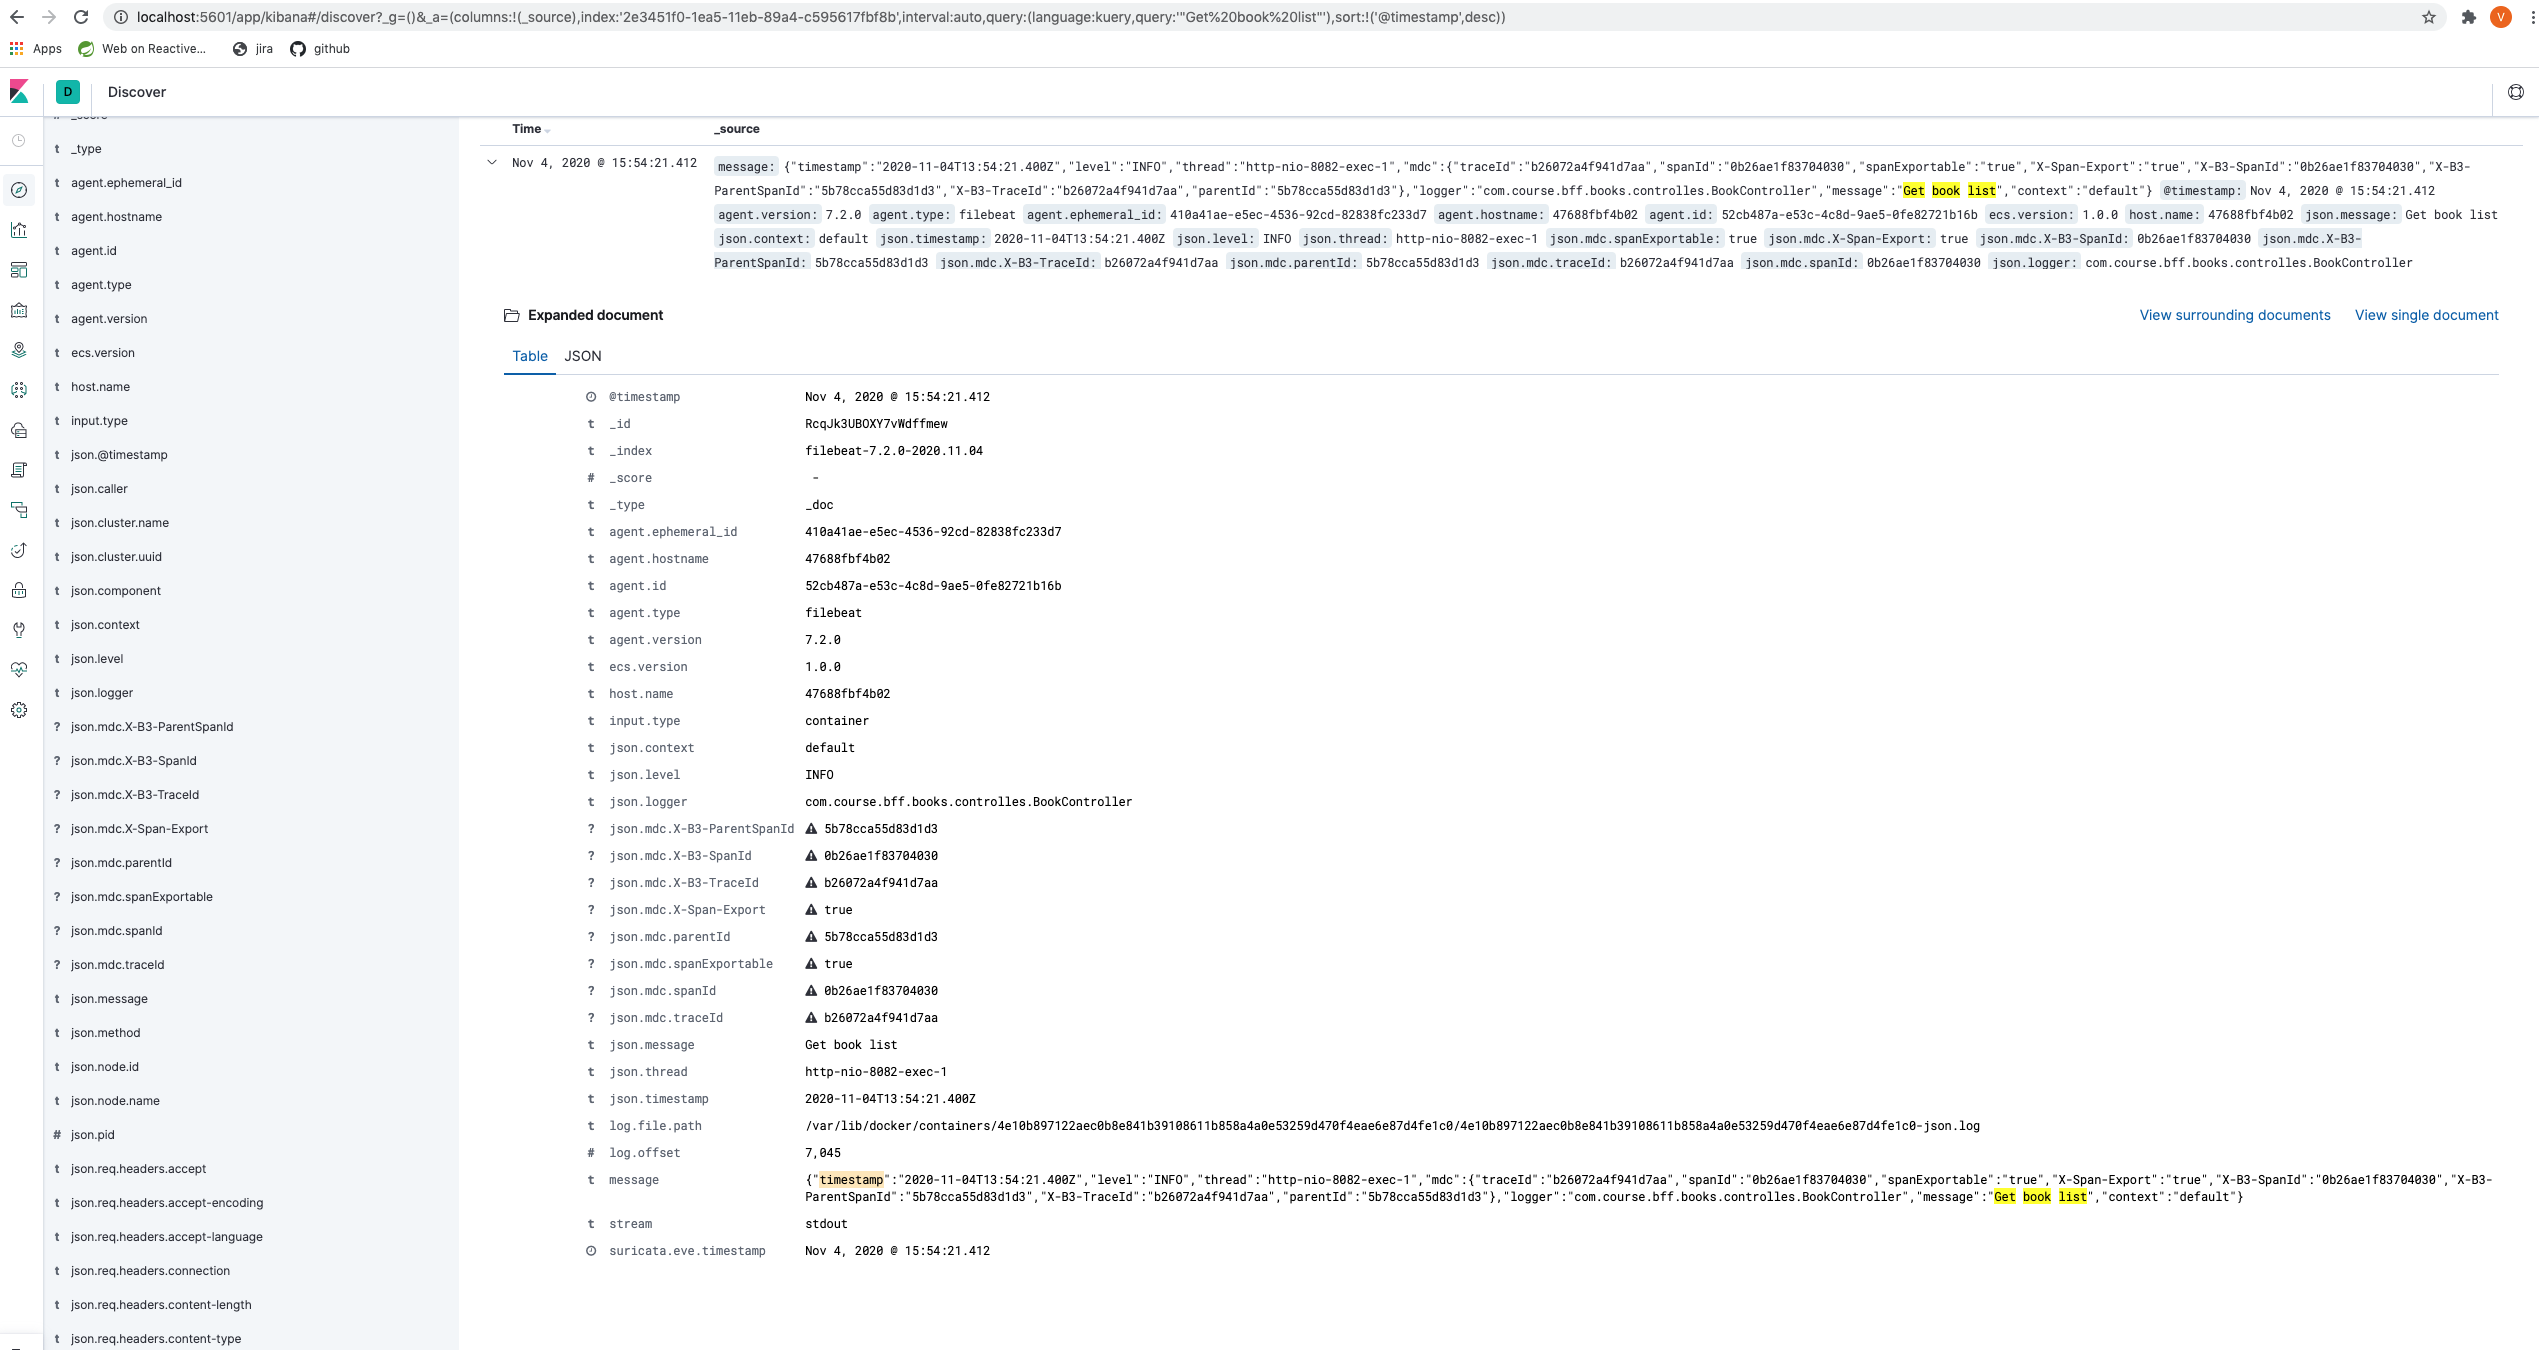 localhost:5601/app/kibana#/discover?_g=()&_a=(columns:!(_source),index:'2e3451f0-1ea5-11eb-89a4-c595617fbf8b',interval:auto,query:(language:kuery,query:'"Get%20book%20list"'),sort:!('@timestamp',desc))
V
Apps
Web on Reactive...
jira
github
D
Discover
# _score
t _type
t agent.ephemeral_id
t agent.hostname
t agent.id
t agent.type
t agent.version
t ecs.version
t host.name
t input.type
t json.@timestamp
t json.caller
t json.cluster.name
t json.cluster.uuid
t json.component
t json.context
t json.level
t json.logger
? json.mdc.X-B3-ParentSpanId
? json.mdc.X-B3-SpanId
? json.mdc.X-B3-TraceId
? json.mdc.X-Span-Export
? json.mdc.parentId
? json.mdc.spanExportable
? json.mdc.spanId
? json.mdc.traceId
t json.message
t json.method
t json.node.id
t json.node.name
# json.pid
t json.req.headers.accept
t json.req.headers.accept-encoding
t json.req.headers.accept-language
t json.req.headers.connection
t json.req.headers.content-length
t json.req.headers.content-type
Time _source
Nov 4, 2020 @ 15:54:21.412
message: {"timestamp":"2020-11-04T13:54:21.400Z","level":"INFO","thread":"http-nio-8082-exec-1","mdc":{"traceId":"b26072a4f941d7aa","spanId":"0b26ae1f83704030","spanExportable":"true","X-Span-Export":"true","X-B3-SpanId":"0b26ae1f83704030","X-B3-
ParentSpanId":"5b78cca55d83d1d3","X-B3-TraceId":"b26072a4f941d7aa","parentId":"5b78cca55d83d1d3"},"logger":"com.course.bff.books.controlles.BookController","message":"Get book list","context":"default"} @timestamp: Nov 4, 2020 @ 15:54:21.412
agent.version: 7.2.0 agent.type: filebeat agent.ephemeral_id: 410a41ae-e5ec-4536-92cd-82838fc233d7 agent.hostname: 47688fbf4b02 agent.id: 52cb487a-e53c-4c8d-9ae5-0fe82721b16b ecs.version: 1.0.0 host.name: 47688fbf4b02 json.message: Get book list
json.context: default json.timestamp: 2020-11-04T13:54:21.400Z json.level: INFO json.thread: http-nio-8082-exec-1 json.mdc.spanExportable: true json.mdc.X-Span-Export: true json.mdc.X-B3-SpanId: 0b26ae1f83704030 json.mdc.X-B3-
ParentSpanId: 5b78cca55d83d1d3 json.mdc.X-B3-TraceId: b26072a4f941d7aa json.mdc.parentId: 5b78cca55d83d1d3 json.mdc.traceId: b26072a4f941d7aa json.mdc.spanId: 0b26ae1f83704030 json.logger: com.course.bff.books.controlles.BookController
Expanded document
View surrounding documents View single document
Table JSON
@timestamp Nov 4, 2020 @ 15:54:21.412
t _id RcqJk3UBOXY7vWdffmew
t _index filebeat-7.2.0-2020.11.04
# _score -
t _type _doc
t agent.ephemeral_id 410a41ae-e5ec-4536-92cd-82838fc233d7
t agent.hostname 47688fbf4b02
t agent.id 52cb487a-e53c-4c8d-9ae5-0fe82721b16b
t agent.type filebeat
t agent.version 7.2.0
t ecs.version 1.0.0
t host.name 47688fbf4b02
t input.type container
t json.context default
t json.level INFO
t json.logger com.course.bff.books.controlles.BookController
? json.mdc.X-B3-ParentSpanId 5b78cca55d83d1d3
? json.mdc.X-B3-SpanId 0b26ae1f83704030
? json.mdc.X-B3-TraceId b26072a4f941d7aa
? json.mdc.X-Span-Export true
? json.mdc.parentId 5b78cca55d83d1d3
? json.mdc.spanExportable true
? json.mdc.spanId 0b26ae1f83704030
? json.mdc.traceId b26072a4f941d7aa
t json.message Get book list
t json.thread http-nio-8082-exec-1
t json.timestamp 2020-11-04T13:54:21.400Z
t log.file.path /var/lib/docker/containers/4e10b897122aec0b8e841b39108611b858a4a0e53259d470f4eae6e87d4fe1c0/4e10b897122aec0b8e841b39108611b858a4a0e53259d470f4eae6e87d4fe1c0-json.log
# log.offset 7,045
t message {"timestamp":"2020-11-04T13:54:21.400Z","level":"INFO","thread":"http-nio-8082-exec-1","mdc":{"traceId":"b26072a4f941d7aa","spanId":"0b26ae1f83704030","spanExportable":"true","X-Span-Export":"true","X-B3-SpanId":"0b26ae1f83704030","X-B3-
ParentSpanId":"5b78cca55d83d1d3","X-B3-TraceId":"b26072a4f941d7aa","parentId":"5b78cca55d83d1d3"},"logger":"com.course.bff.books.controlles.BookController","message":"Get book list","context":"default"}
t stream stdout
suricata.eve.timestamp Nov 4, 2020 @ 15:54:21.412